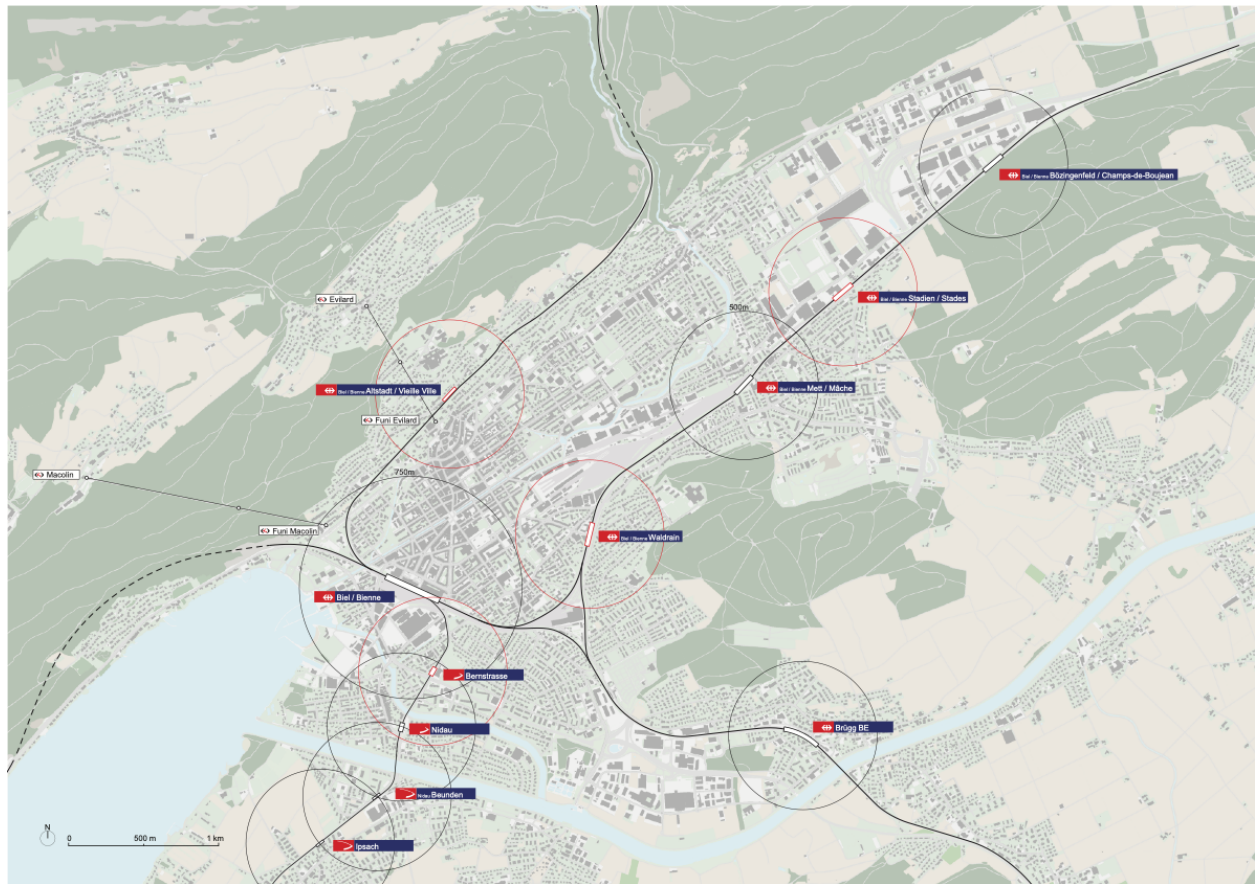 Biel / Bienne Bözingenfeld / Champs-de-Boujean
Evilard
Biel / Bienne Stadien / Stades
500m
Biel / Bienne Altstadt / Vieille Ville
Biel / Bienne Mett / Mâche
Funi Evilard
Macolin
750m
Funi Macolin
Biel / Bienne Waldrain
Biel / Bienne
Bernstrasse
Nidau
Brügg BE
Nidau Beunden
N
0 500 m 1 km
Ipsach